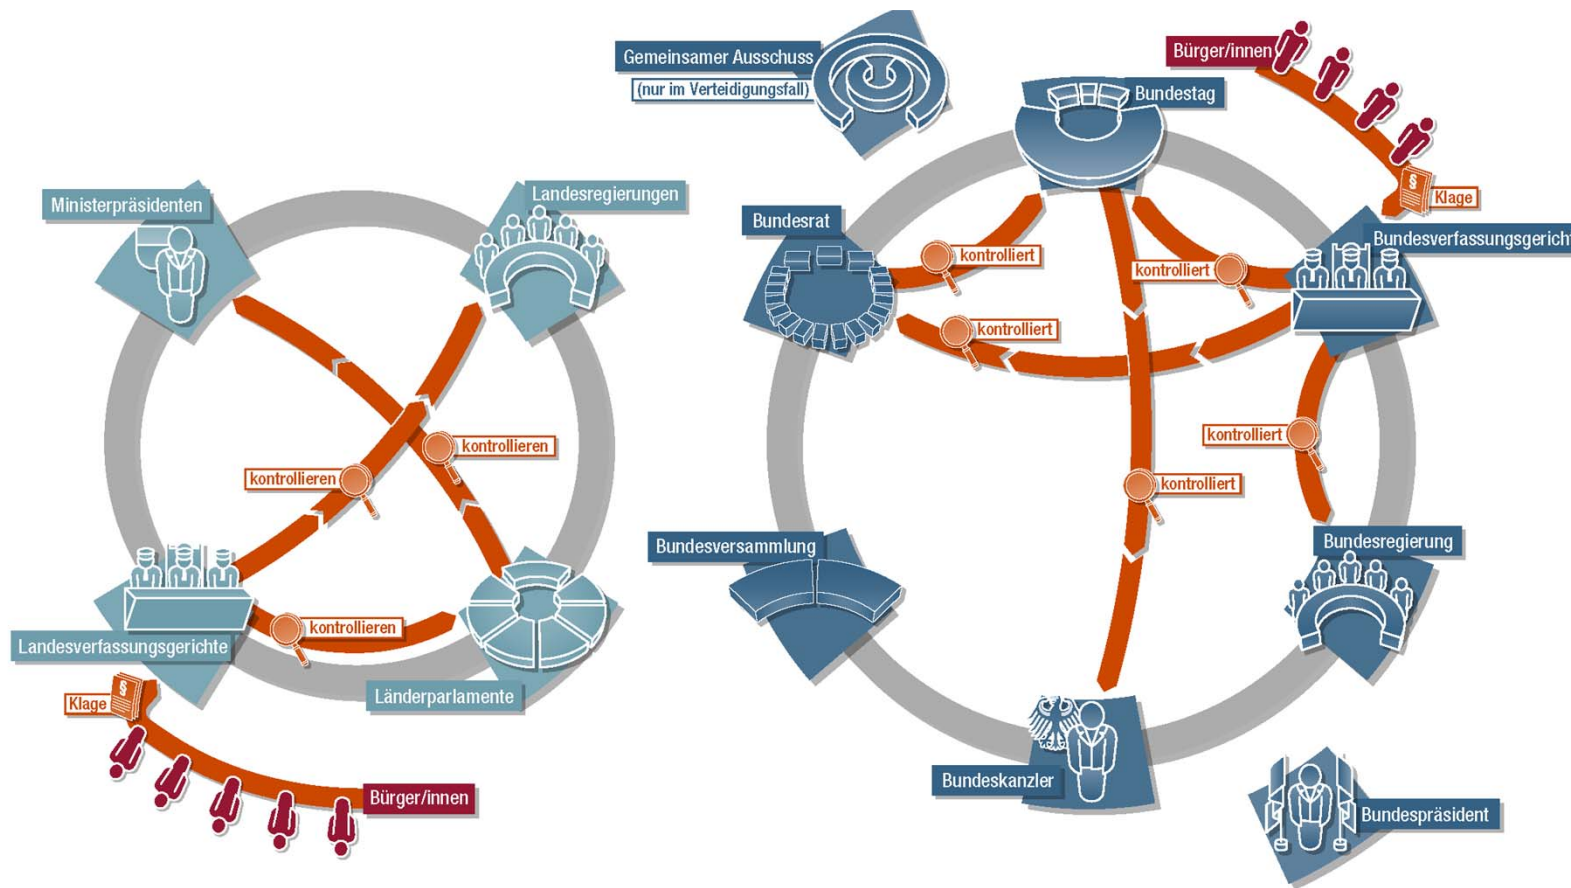 Ministerpräsidenten
Landesregierungen
kontrollieren
kontrollieren
kontrollieren
Landesverfassungsgerichte
Länderparlamente
Klage
§
Bürger/innen
Gemeinsamer Ausschuss
(nur im Verteidigungsfall)
Bundestag
Bürger/innen
§
Klage
Bundesrat
Bundesverfassungsgericht
kontrolliert
kontrolliert
kontrolliert
kontrolliert
kontrolliert
Bundesversammlung
Bundesregierung
Bundeskanzler
Bundespräsident